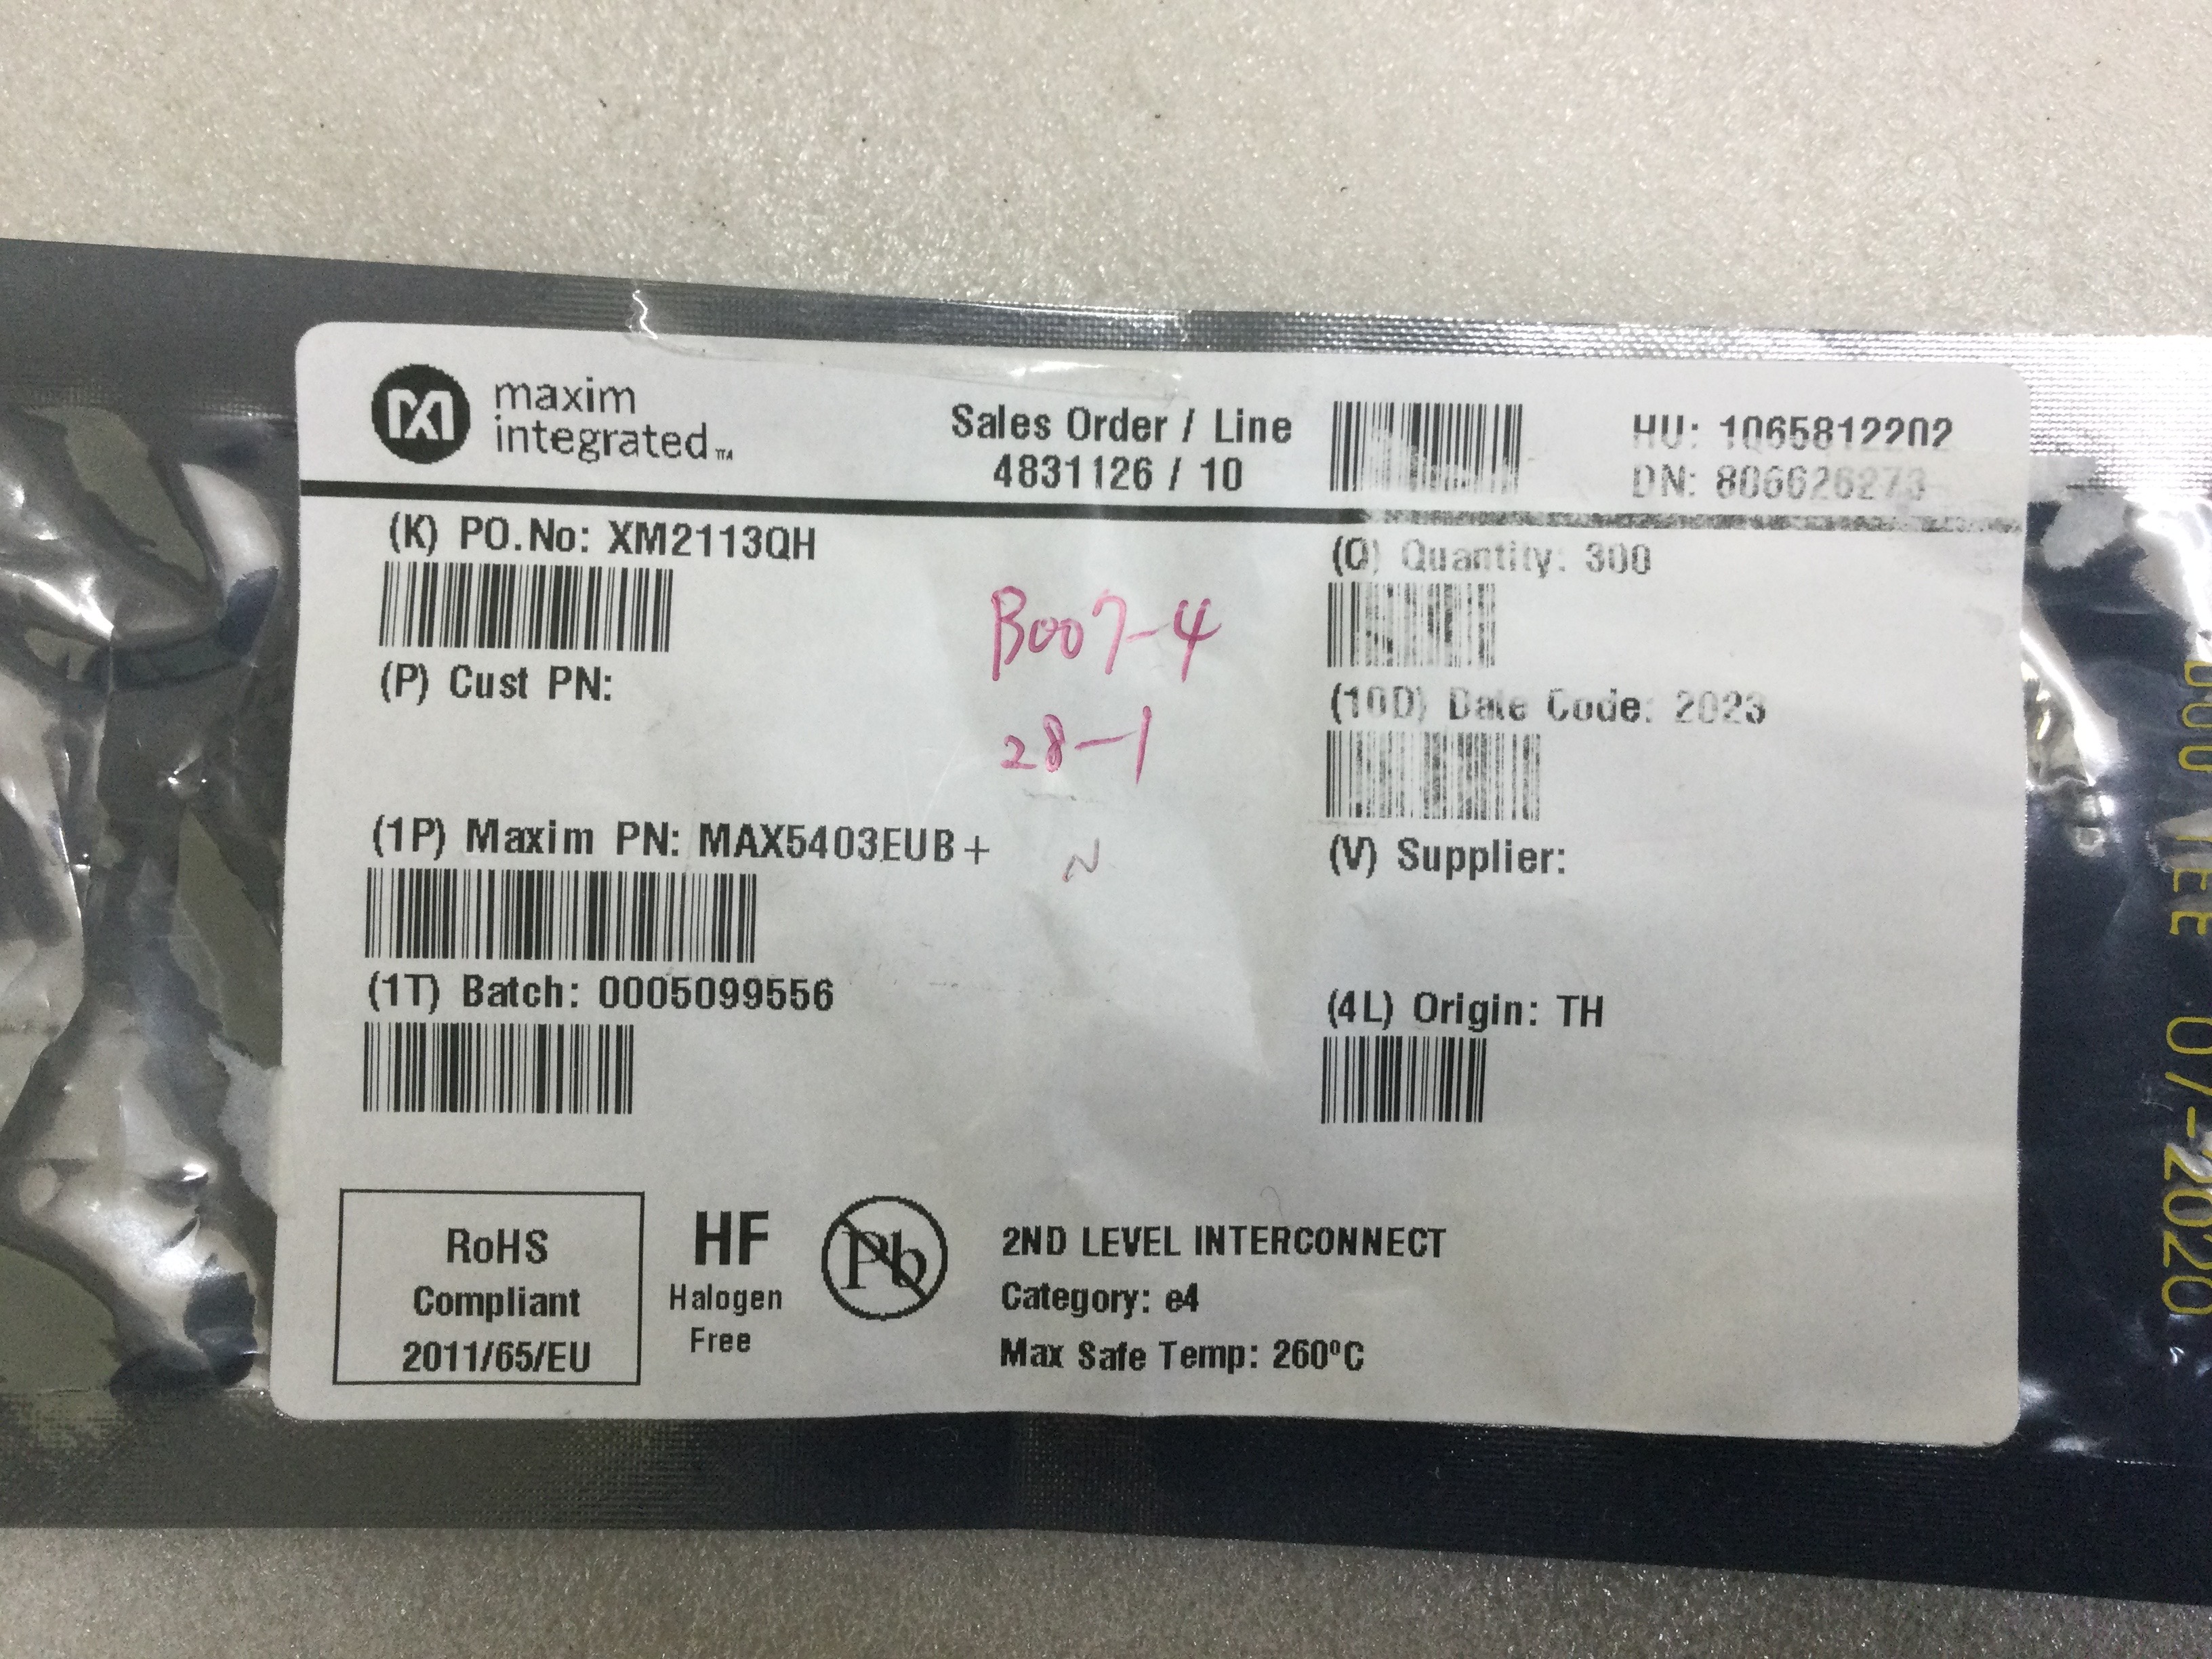 maxim
integrated™
Sales Order / Line
4831126 / 10
HU: 1065812202
DN: 806626273
(K) PO.No: XM2113QH
(Q) Quantity: 300
B007-4
(P) Cust PN:
(10D) Date Code: 2023
28-1
(1P) Maxim PN: MAX5403EUB+
N
(V) Supplier:
(1T) Batch: 0005099556
(4L) Origin: TH
RoHS
Compliant
2011/65/EU
HF
Halogen
Free
Pb
2ND LEVEL INTERCONNECT
Category: e4
Max Safe Temp: 260ºC
07-2020